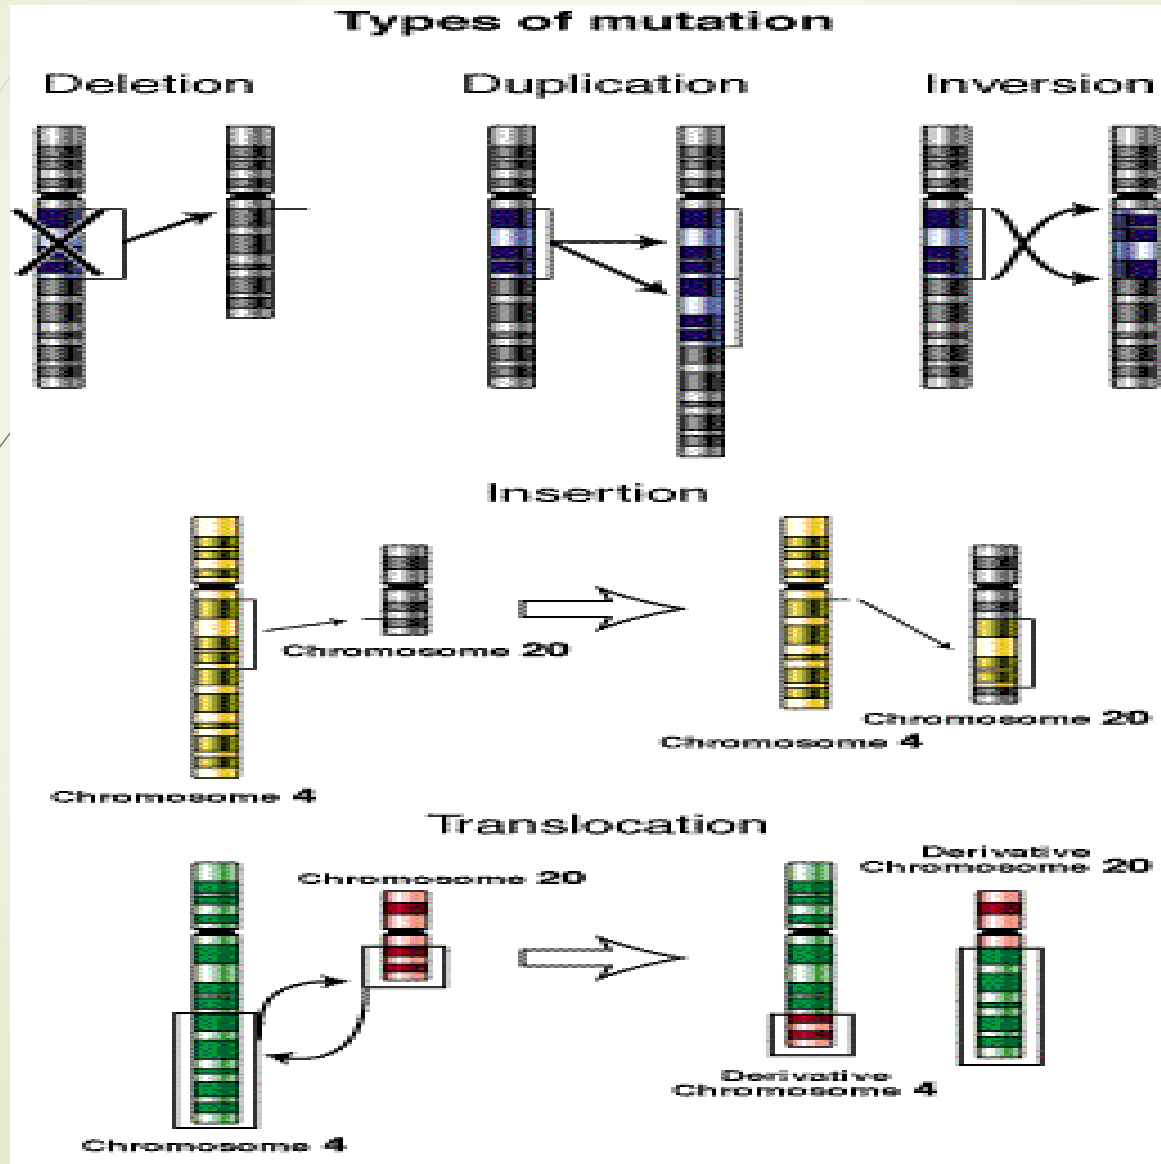 Types of mutation
Deletion
Duplication
Inversion
Insertion
Chromosome 20
Chromosome 4
Chromosome 20
Chromosome 4
Translocation
Chromosome 20
Chromosome 4
Derivative
Chromosome 20
Derivative
Chromosome 4